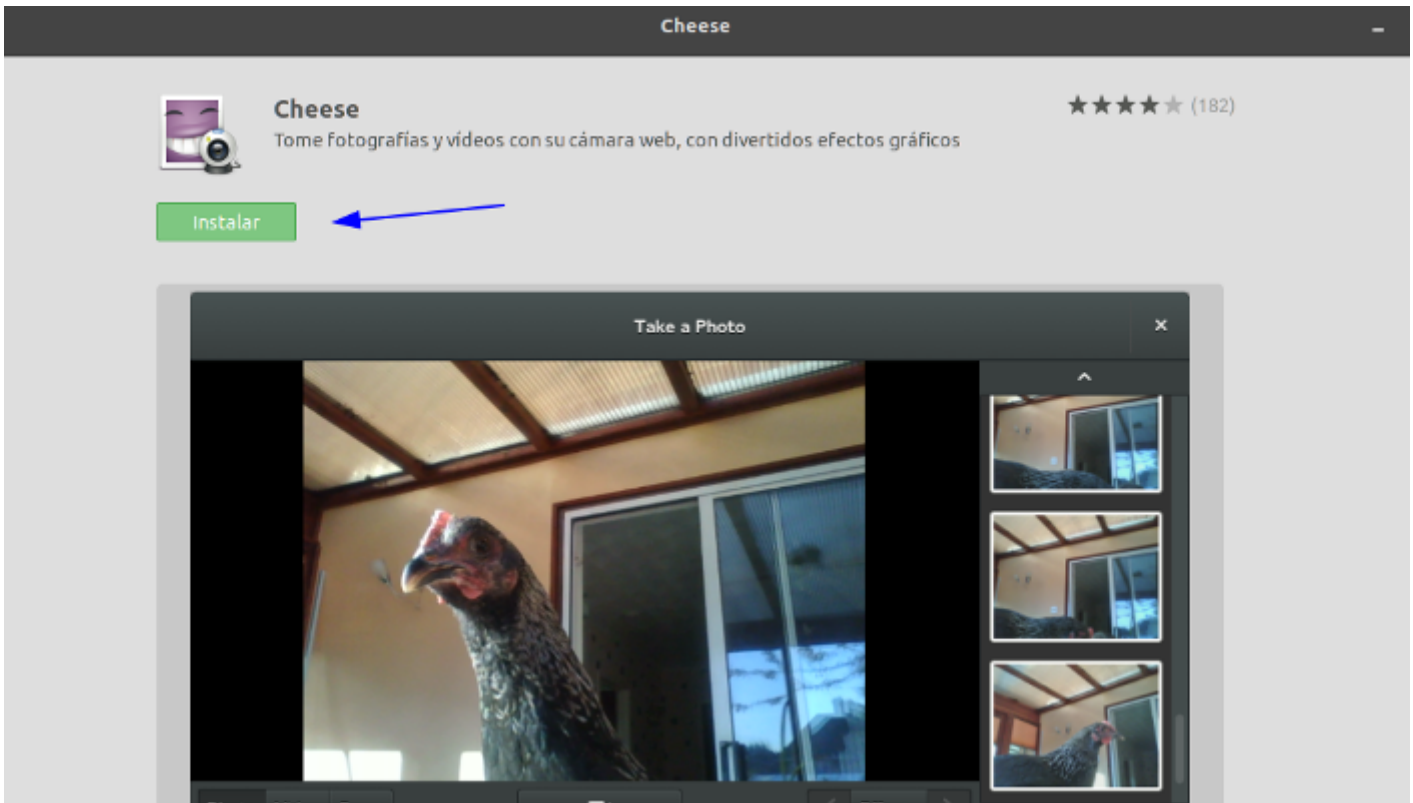 Cheese
Cheese
(182)
Tome fotografías y vídeos con su cámara web, con divertidos efectos gráficos
Instalar
Take a Photo